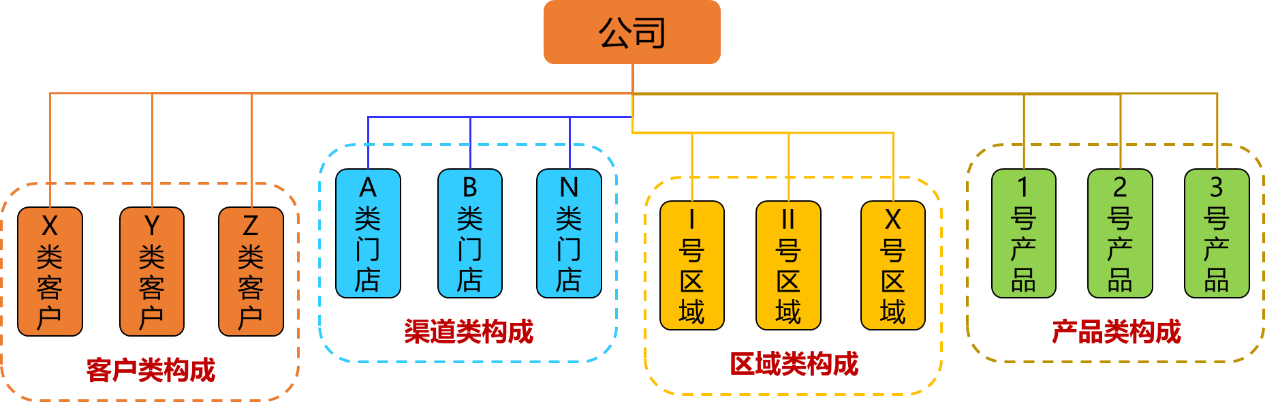 公司
X类客户
Y类客户
Z类客户
客户类构成
A类门店
B类门店
N类门店
渠道类构成
I号区域
II号区域
X号区域
区域类构成
1号产品
2号产品
3号产品
产品类构成